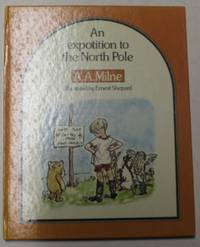 An
expotition to
the North Pole
A.A. Milne
Illustrated by Ernest Shepard